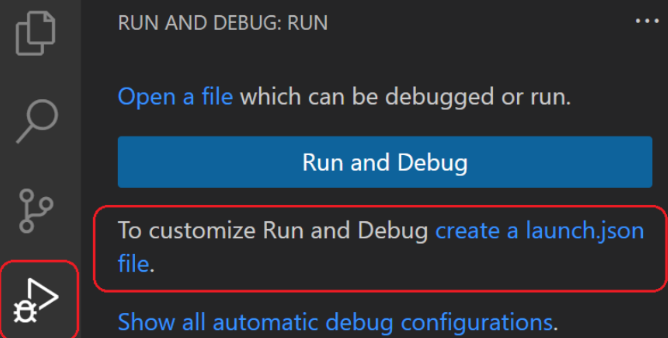 RUN AND DEBUG: RUN
Open a file which can be debugged or run.
Run and Debug
To customize Run and Debug create a launch.json
file.
Show all automatic debug configurations.